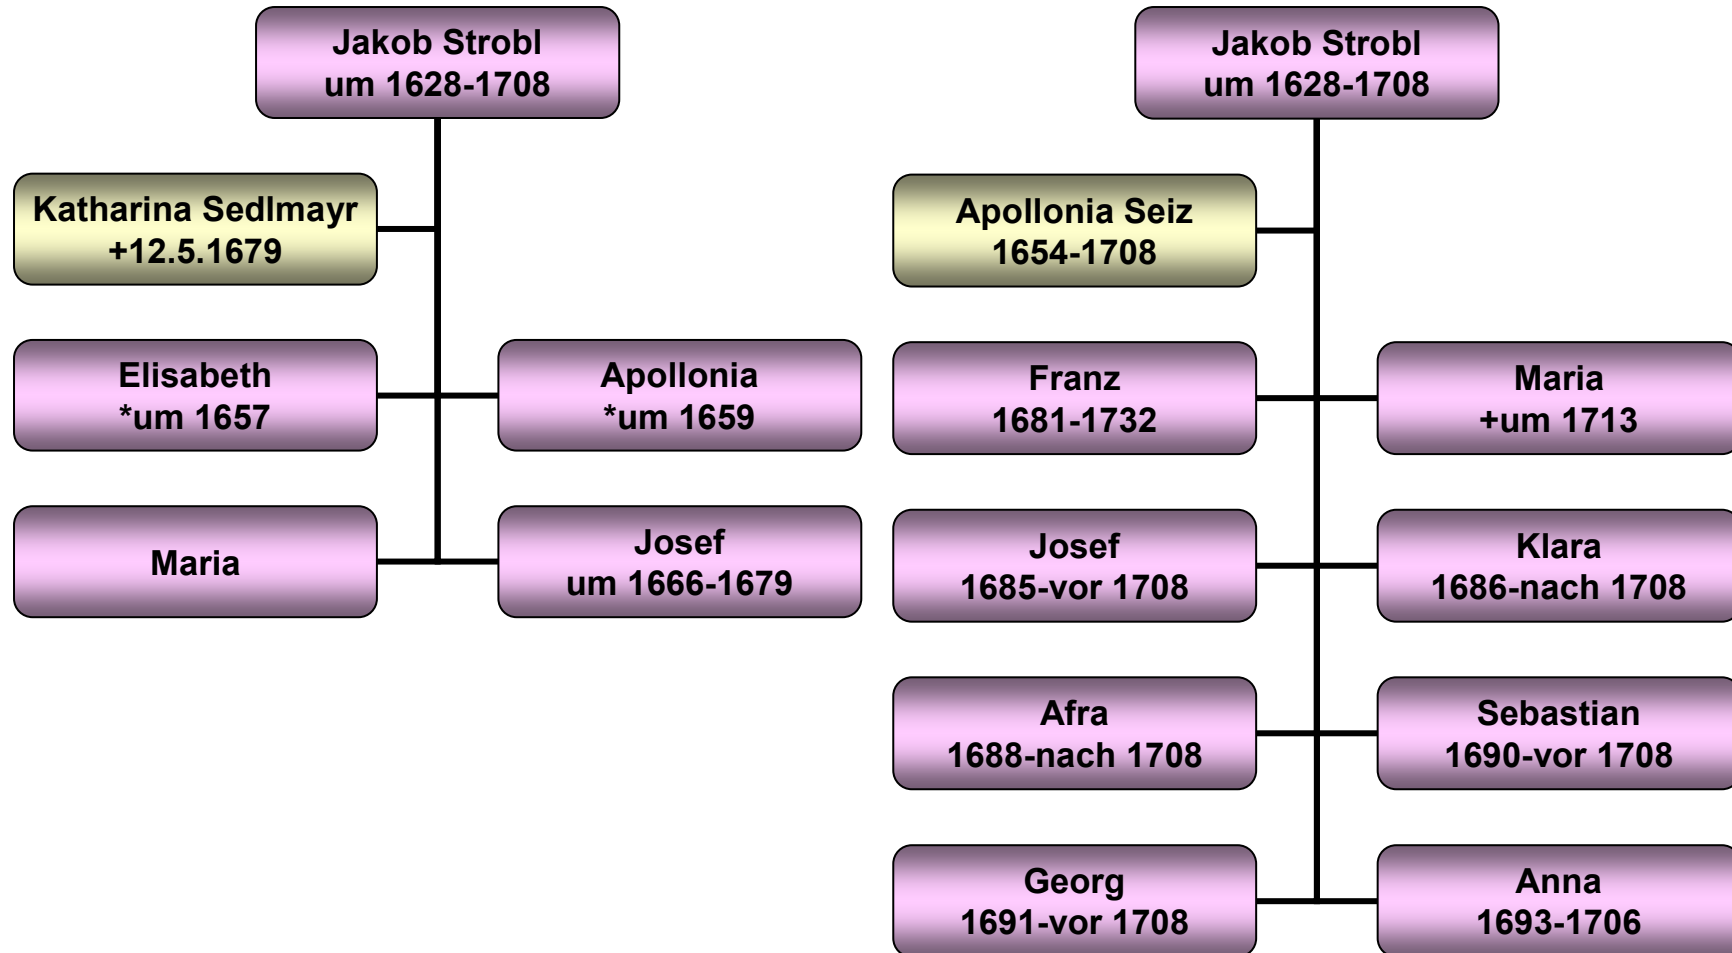 Jakob Strobl
um 1628-1708
Katharina Sedlmayr
+12.5.1679
Elisabeth
*um 1657
Apollonia
*um 1659
Maria
Josef
um 1666-1679
Jakob Strobl
um 1628-1708
Apollonia Seiz
1654-1708
Franz
1681-1732
Maria
+um 1713
Josef
1685-vor 1708
Klara
1686-nach 1708
Afra
1688-nach 1708
Sebastian
1690-vor 1708
Georg
1691-vor 1708
Anna
1693-1706